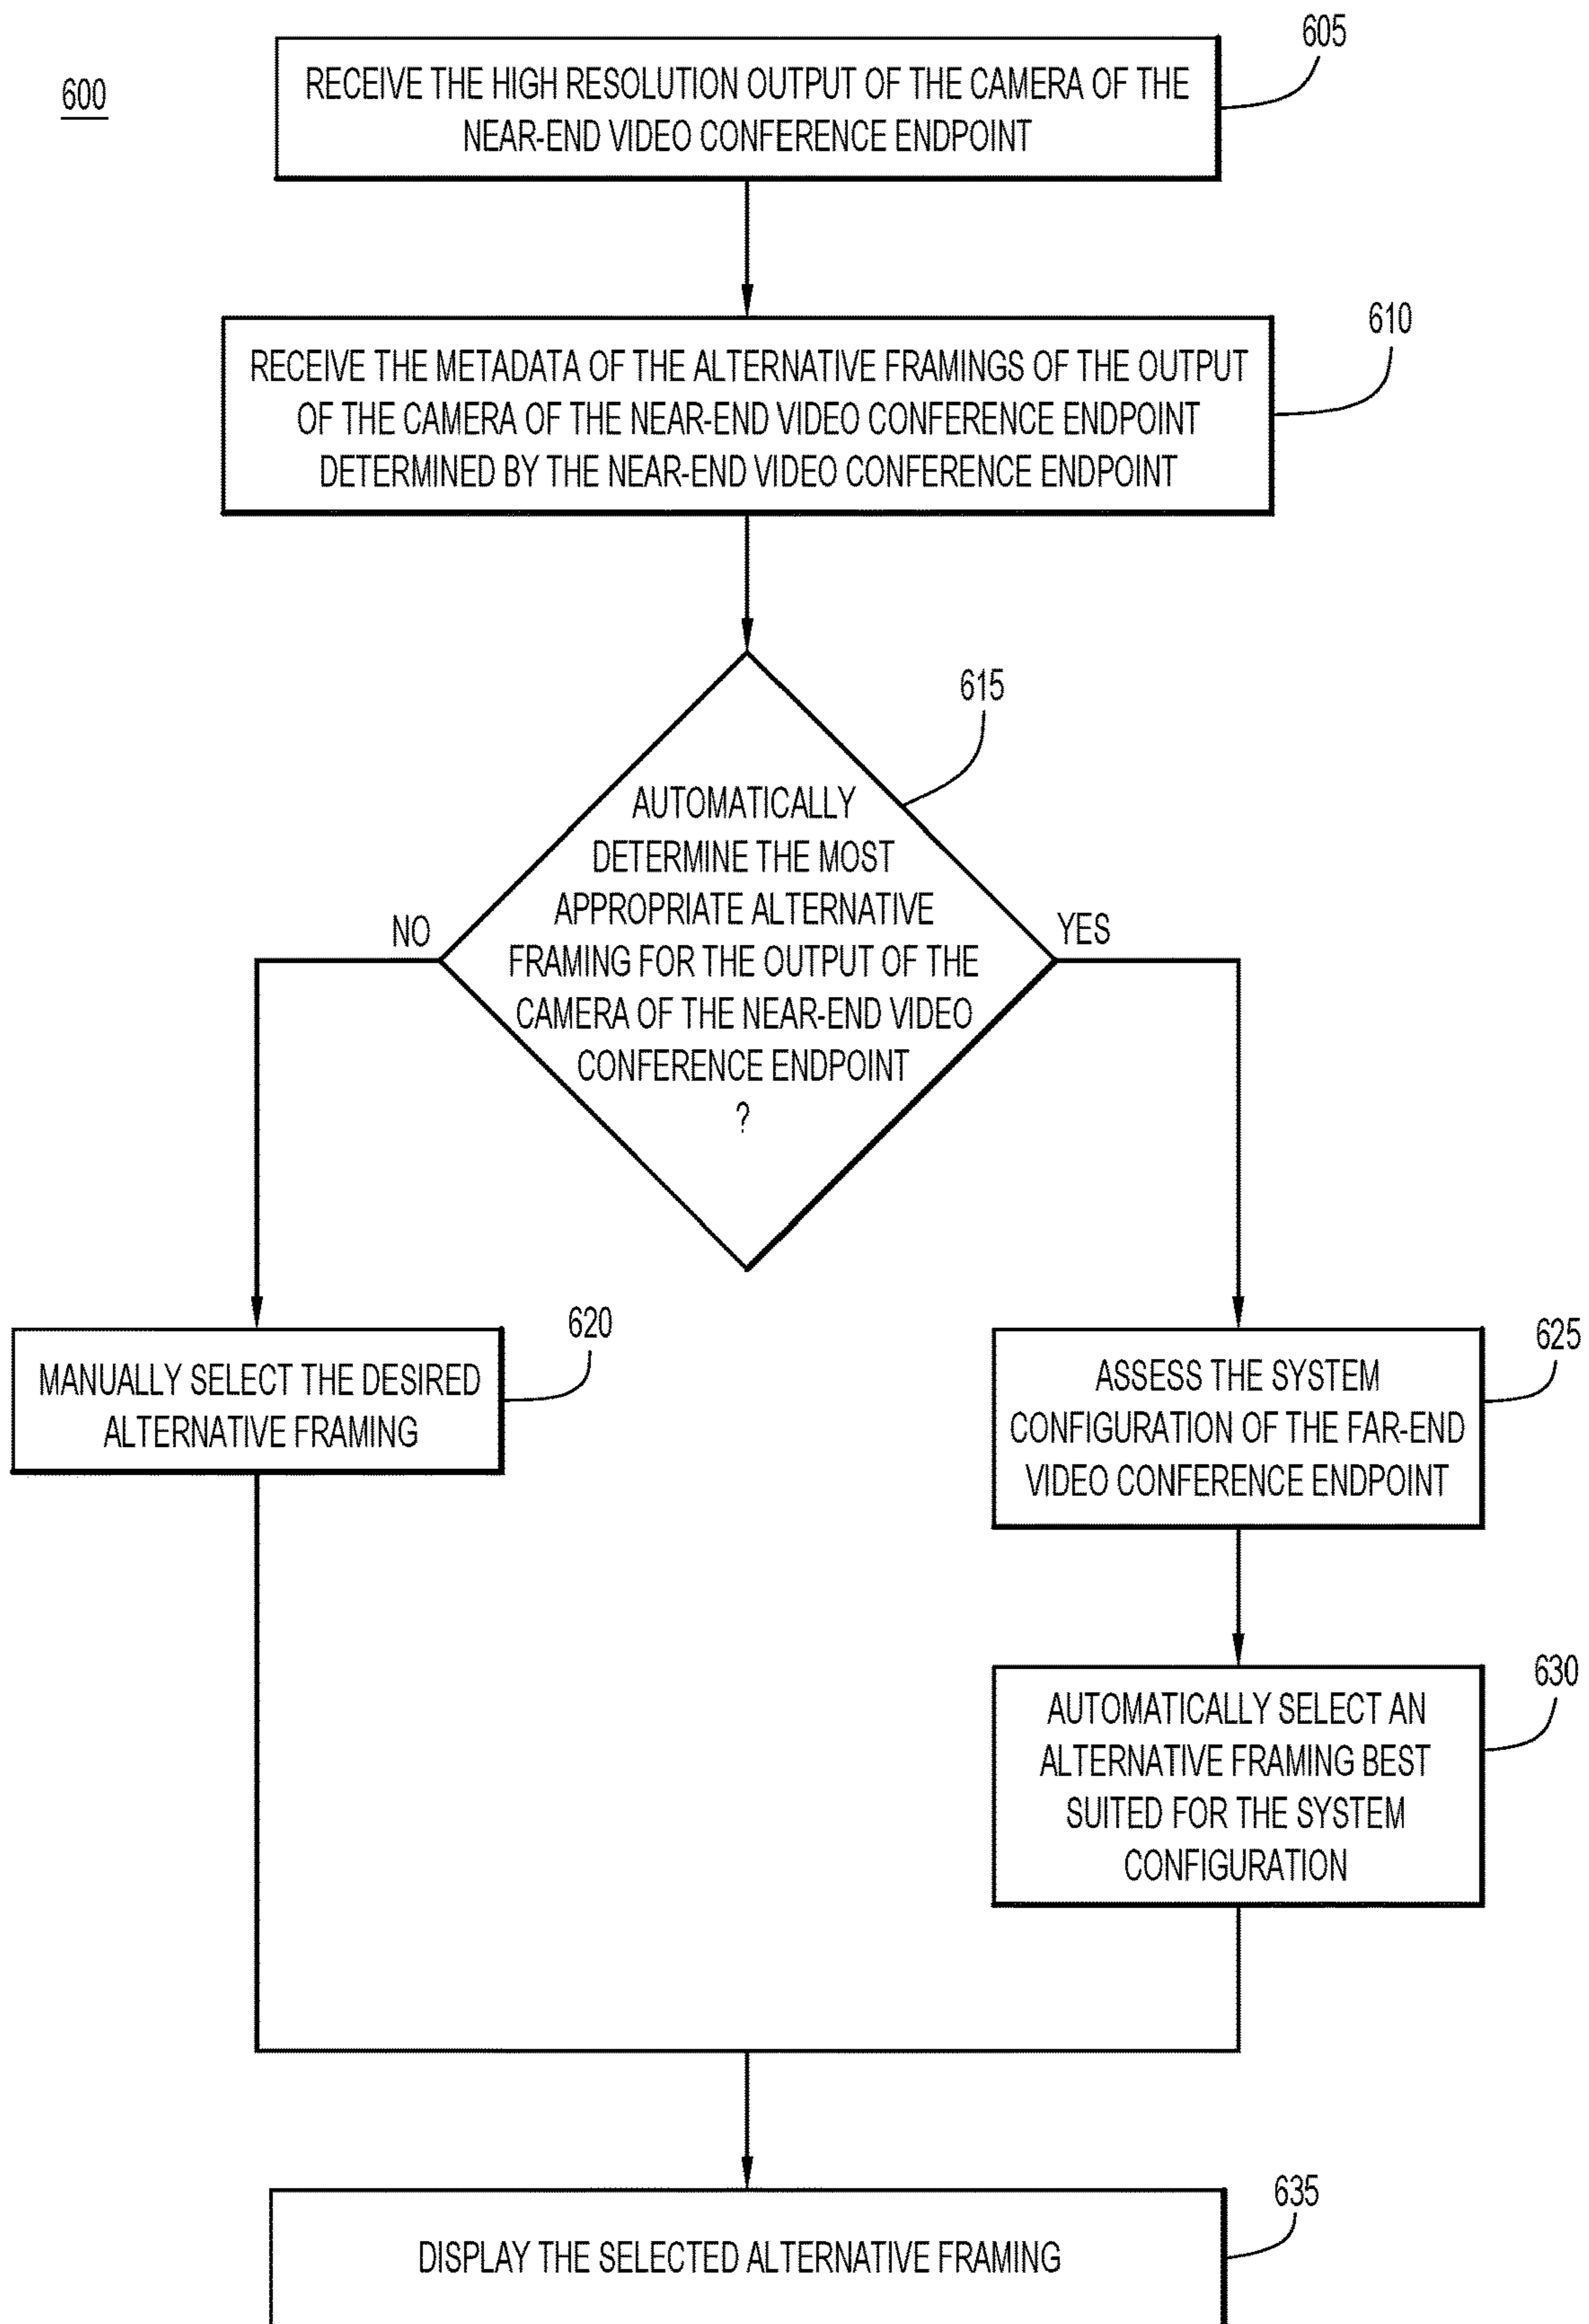 600
605
RECEIVE THE HIGH RESOLUTION OUTPUT OF THE CAMERA OF THE
NEAR-END VIDEO CONFERENCE ENDPOINT
610
RECEIVE THE METADATA OF THE ALTERNATIVE FRAMINGS OF THE OUTPUT
OF THE CAMERA OF THE NEAR-END VIDEO CONFERENCE ENDPOINT
DETERMINED BY THE NEAR-END VIDEO CONFERENCE ENDPOINT
615
AUTOMATICALLY
DETERMINE THE MOST
APPROPRIATE ALTERNATIVE
FRAMING FOR THE OUTPUT OF THE
CAMERA OF THE NEAR-END VIDEO
CONFERENCE ENDPOINT
?
NO
YES
620
MANUALLY SELECT THE DESIRED
ALTERNATIVE FRAMING
625
ASSESS THE SYSTEM
CONFIGURATION OF THE FAR-END
VIDEO CONFERENCE ENDPOINT
630
AUTOMATICALLY SELECT AN
ALTERNATIVE FRAMING BEST
SUITED FOR THE SYSTEM
CONFIGURATION
635
DISPLAY THE SELECTED ALTERNATIVE FRAMING